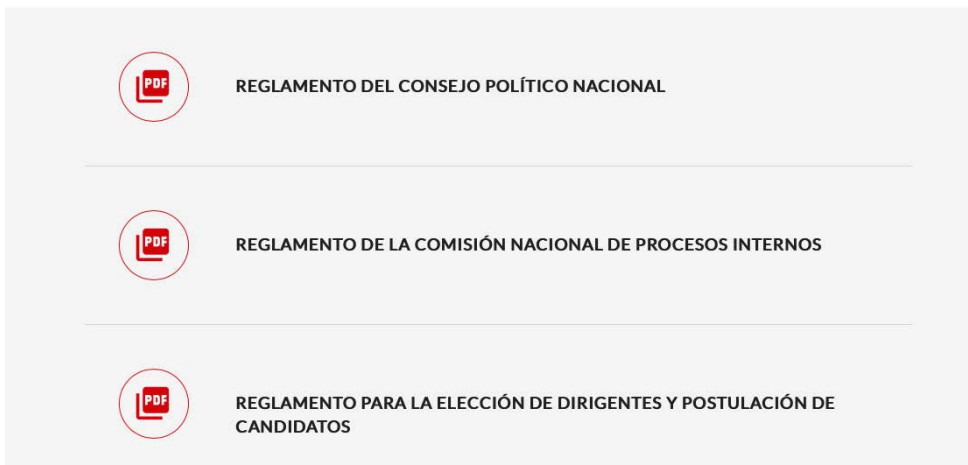 PDF
REGLAMENTO DEL CONSEJO POLÍTICO NACIONAL
PDF
REGLAMENTO DE LA COMISIÓN NACIONAL DE PROCESOS INTERNOS
PDF
REGLAMENTO PARA LA ELECCIÓN DE DIRIGENTES Y POSTULACIÓN DE
CANDIDATOS